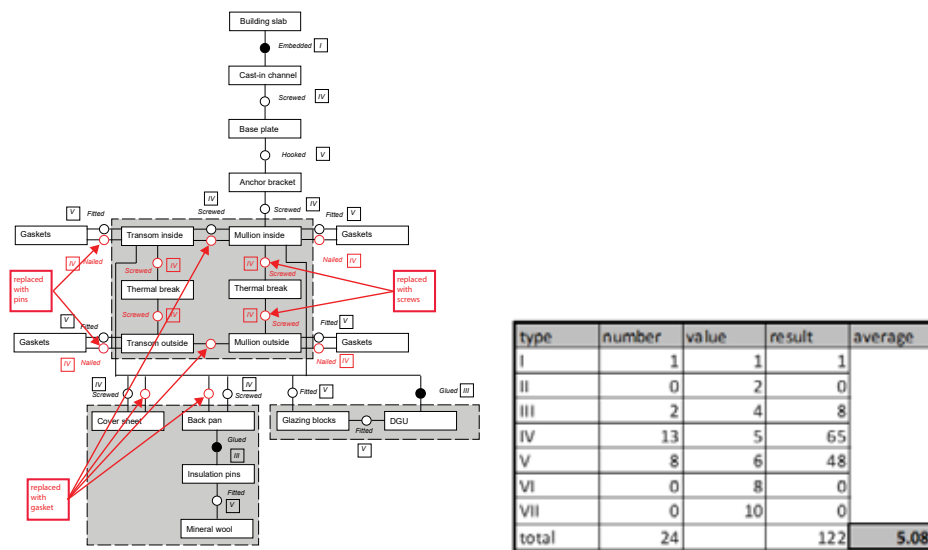 Building slab
Embedded I
Cast-in channel
Screwed IV
Base plate
Hooked V
Anchor bracket
IV
Screwed
Screwed IV
V Fitted
Fitted V
Gaskets
Transom inside
Mullion inside
Gaskets
IV Nailed
Nailed IV
Screwed IV
IV
Screwed
replaced
with
pins
replaced
with
screws
Thermal break
Thermal break
Screwed IV
IV
Screwed
V
Fitted
Fitted V
Gaskets
Transom outside
Mullion outside
Gaskets
IV Nailed
Nailed IV
IV
Screwed
IV
Screwed
Fitted V
Glued III
Cover sheet
Back pan
Glazing blocks
DGU
Fitted
V
Glued
III
Insulation pins
replaced
with
gasket
Fitted
V
Mineral wool
type number value result average
I 1 1 1
II 0 2 0
III 2 4 8
IV 13 5 65
V 8 6 48
VI 0 8 0
VII 0 10 0
total 24 122 5.08